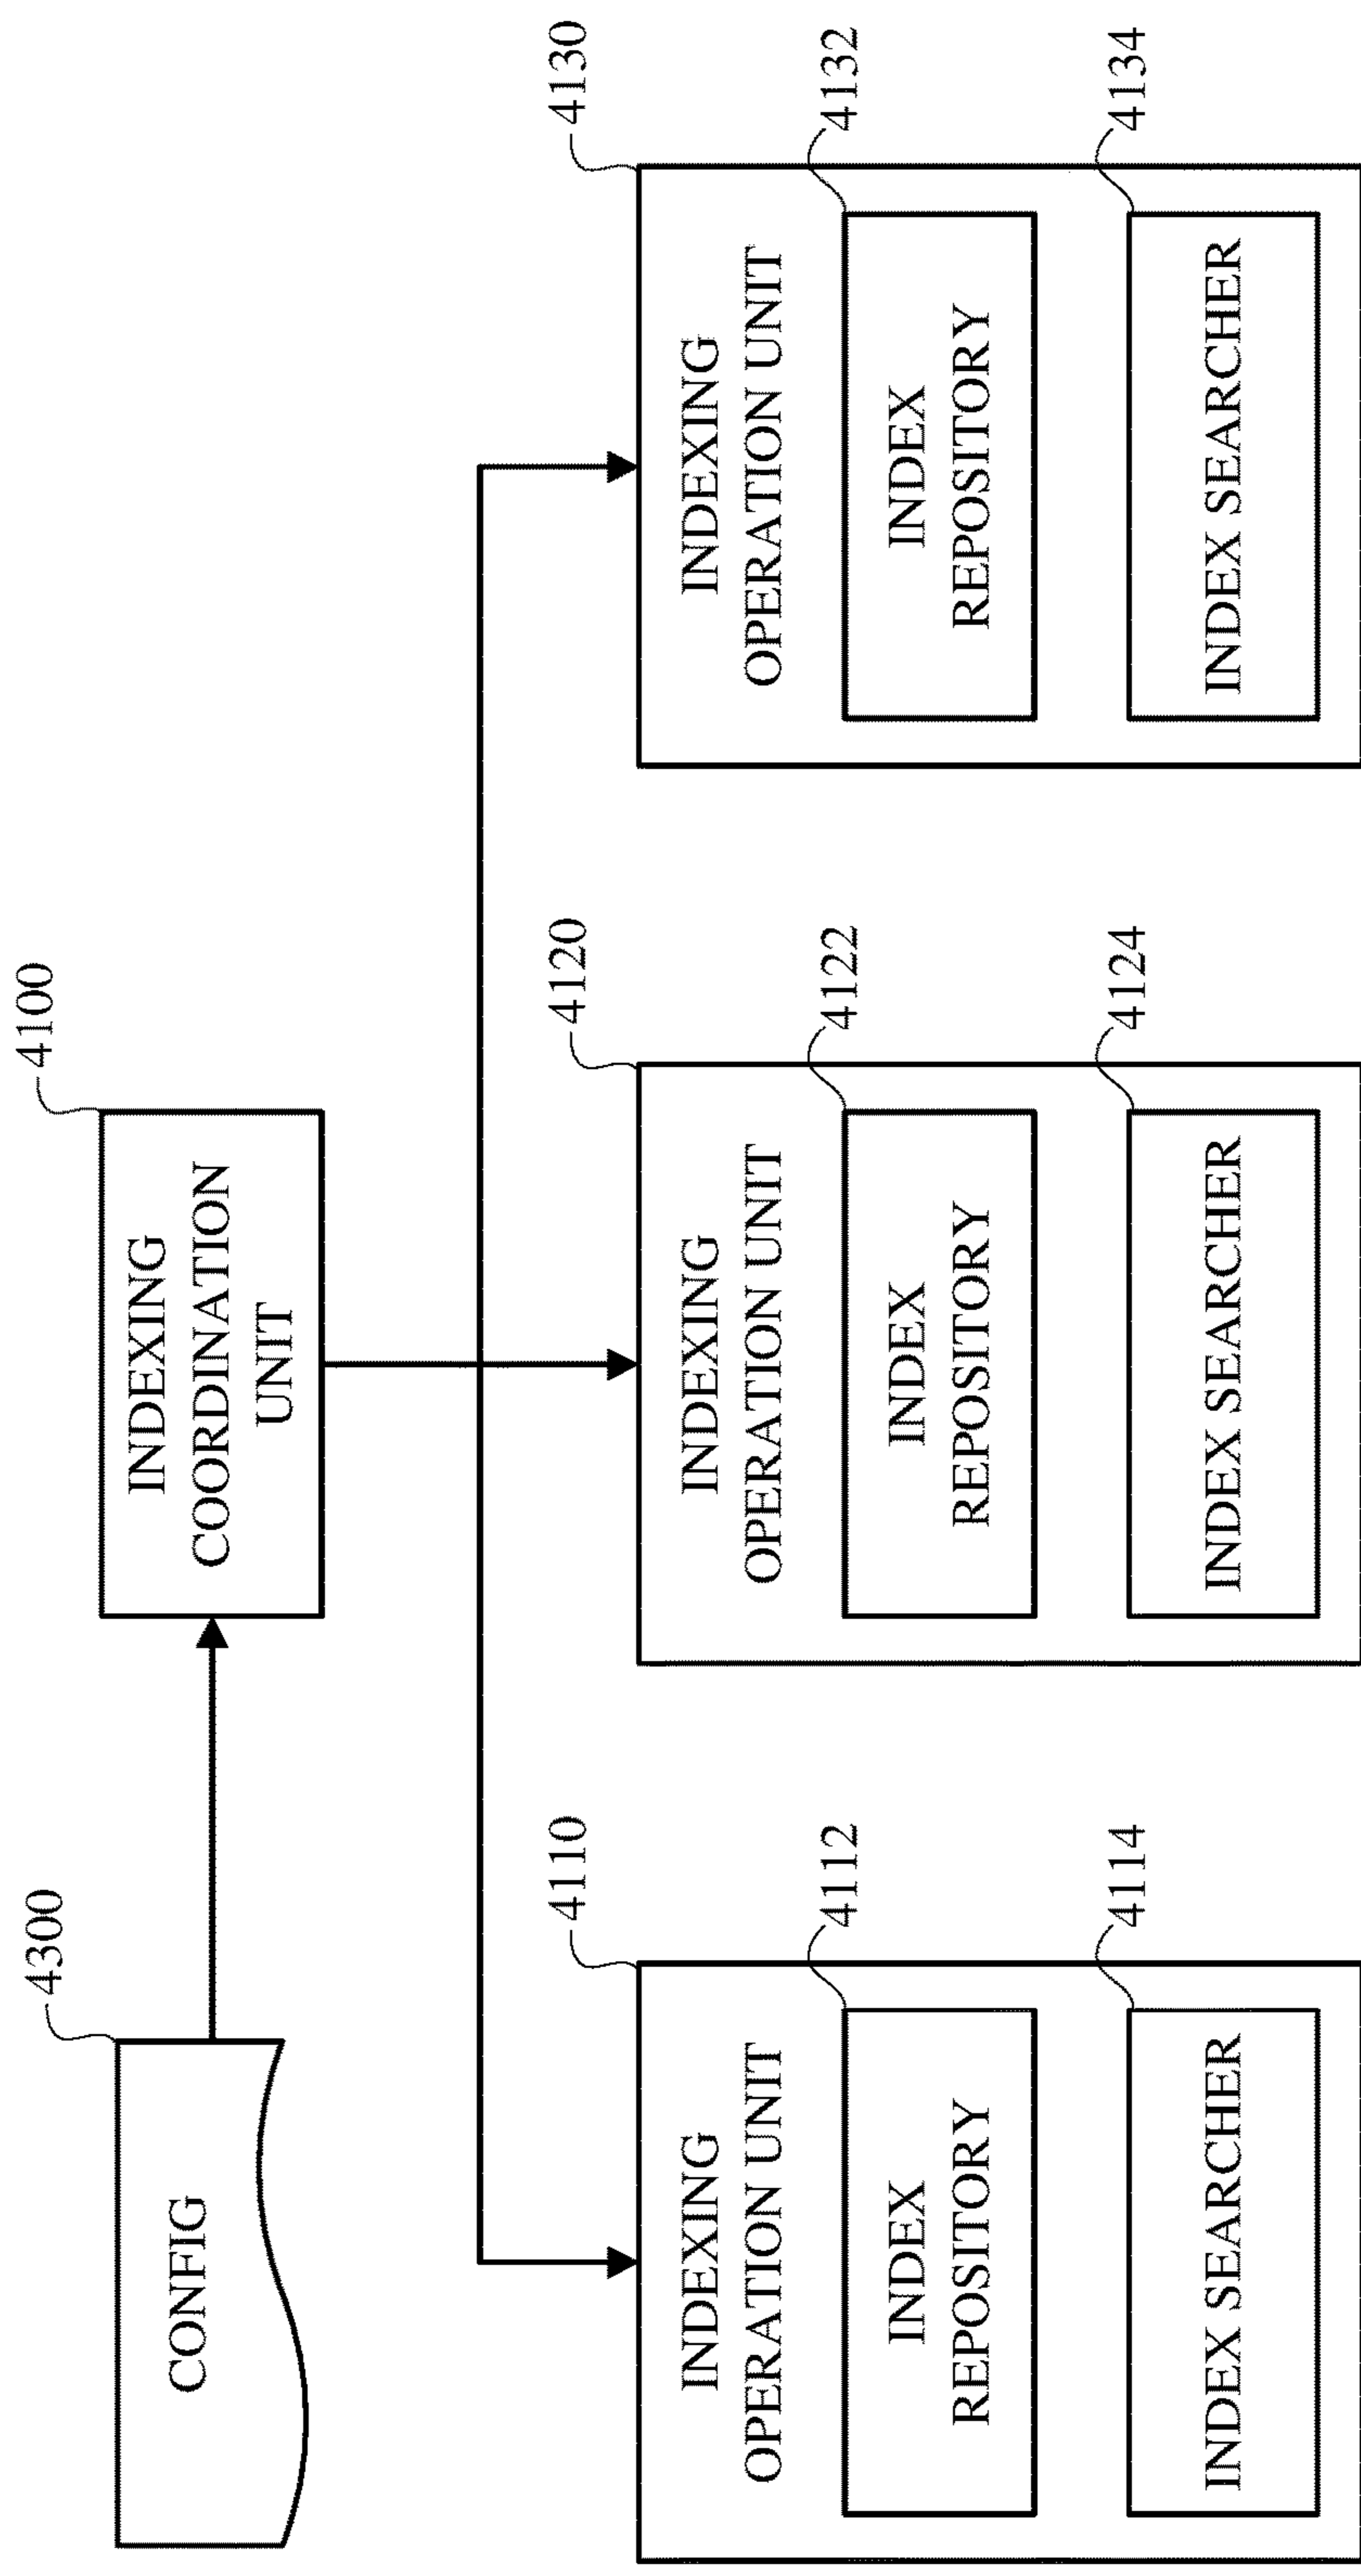 4300
CONFIG
4100
INDEXING
COORDINATION
UNIT
4110
INDEXING
OPERATION UNIT
4112
INDEX
REPOSITORY
4114
INDEX SEARCHER
4120
INDEXING
OPERATION UNIT
4122
INDEX
REPOSITORY
4124
INDEX SEARCHER
4130
INDEXING
OPERATION UNIT
4132
INDEX
REPOSITORY
4134
INDEX SEARCHER